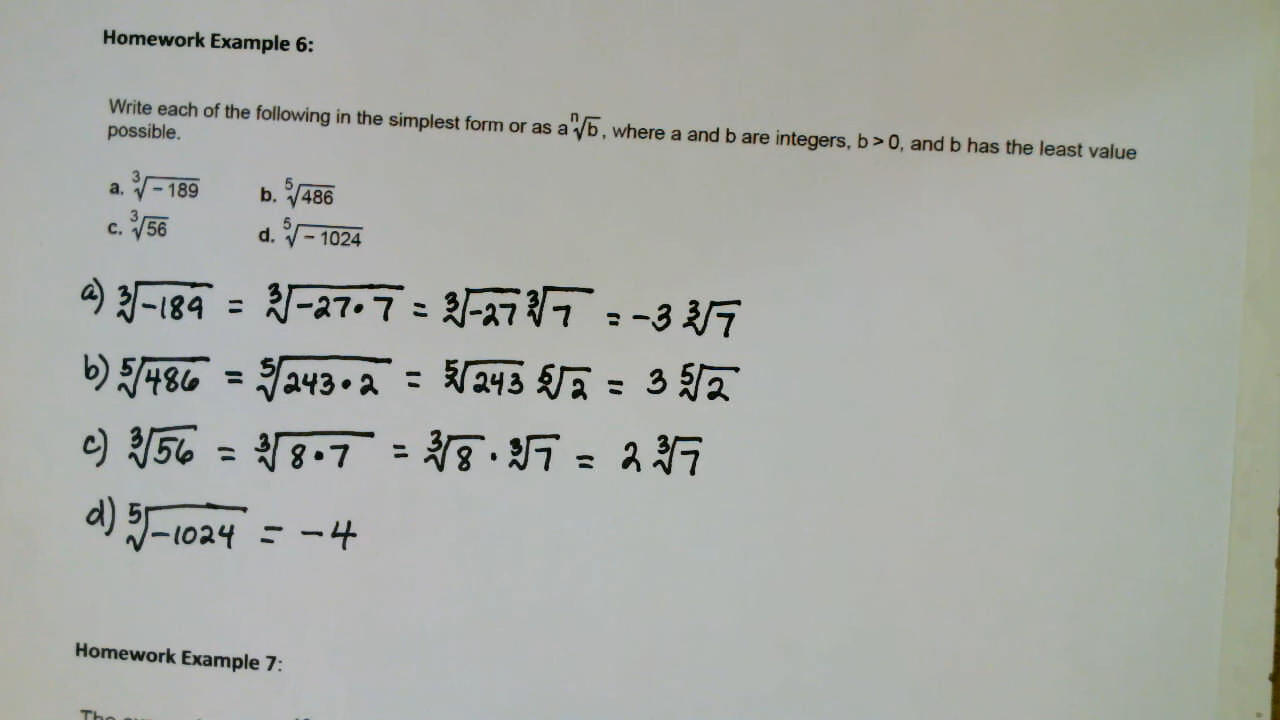 Homework Example 6:
Write each of the following in the simplest form or as a ⁿ√b, where a and b are integers, b > 0, and b has the least value
possible.
a. ³√-189 b. ⁵√486
c. ³√56 d. ⁵√-1024
a) ³√-189 = ³√-27•7 = ³√-27 ³√7 = -3 ³√7
b) ⁵√486 = ⁵√243•2 = ⁵√243 ⁵√2 = 3 ⁵√2
c) ³√56 = ³√8•7 = ³√8 • ³√7 = 2 ³√7
d) ⁵√-1024 = -4
Homework Example 7:
The